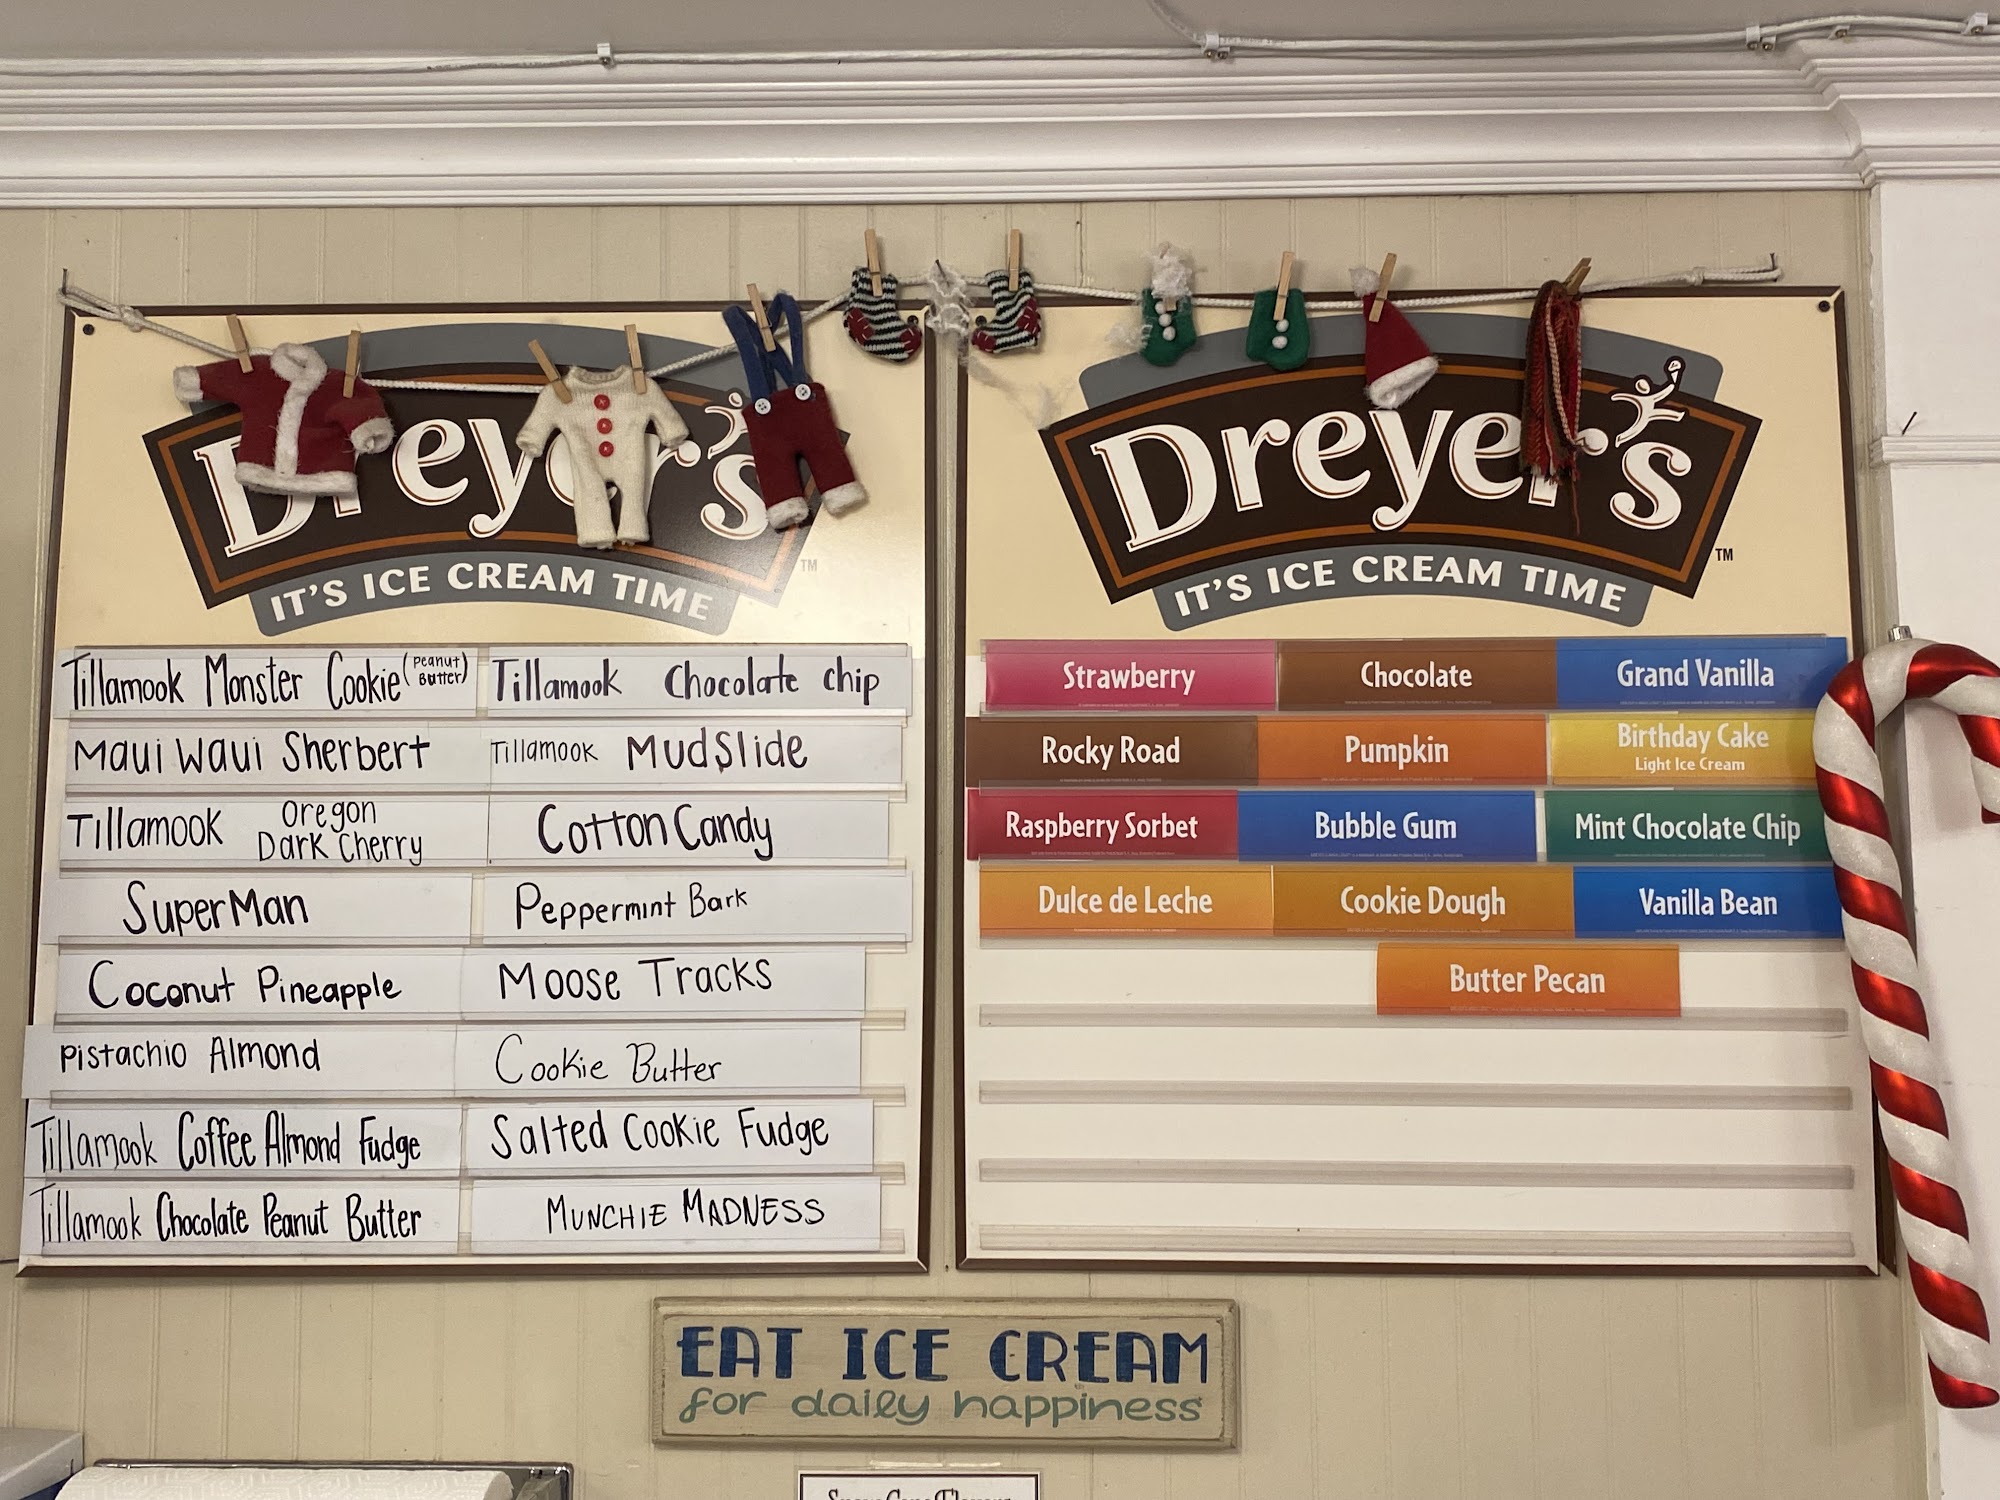 Dreyer's
TM
IT'S ICE CREAM TIME
Tillamook Monster Cookie (Peanut Butter)
Tillamook Chocolate chip
Maui Waui Sherbert
Tillamook MudSlide
Tillamook Oregon Dark Cherry
Cotton Candy
SuperMan
Peppermint Bark
Coconut Pineapple
Moose Tracks
Pistachio Almond
Cookie Butter
Tillamook Coffee Almond Fudge
Salted Cookie Fudge
Tillamook Chocolate Peanut Butter
MUNCHIE MADNESS
Dreyer's
TM
IT'S ICE CREAM TIME
Strawberry
Chocolate
Grand Vanilla
Rocky Road
Pumpkin
Birthday Cake
Light Ice Cream
Raspberry Sorbet
Bubble Gum
Mint Chocolate Chip
Dulce de Leche
Cookie Dough
Vanilla Bean
Butter Pecan
EAT ICE CREAM
for daily happiness